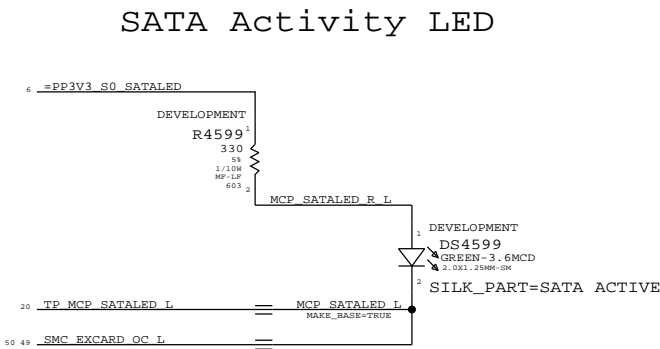 SATA Activity LED
6 =PP3V3_S0_SATALED
DEVELOPMENT
1
R4599
330
5%
1/10W
MF-LF
603
2
MCP_SATALED_R_L
DEVELOPMENT
1
DS4599
GREEN-3.6MCD
2.0X1.25MM-SM
2
SILK_PART=SATA ACTIVE
20 TP_MCP_SATALED_L MCP_SATALED_L
MAKE_BASE=TRUE
50 49 SMC_EXCARD_OC_L